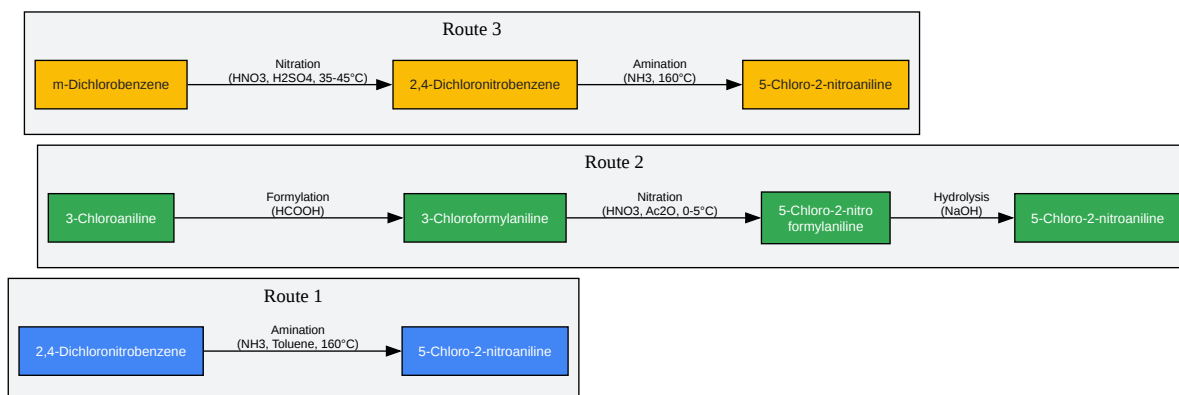 Route 3
m-Dichlorobenzene
Nitration
(HNO3, H2SO4, 35-45°C)
2,4-Dichloronitrobenzene
Amination
(NH3, 160°C)
5-Chloro-2-nitroaniline
Route 2
3-Chloroaniline
Formylation
(HCOOH)
3-Chloroformylaniline
Nitration
(HNO3, Ac2O, 0-5°C)
5-Chloro-2-nitro
formylaniline
Hydrolysis
(NaOH)
5-Chloro-2-nitroaniline
Route 1
2,4-Dichloronitrobenzene
Amination
(NH3, Toluene, 160°C)
5-Chloro-2-nitroaniline